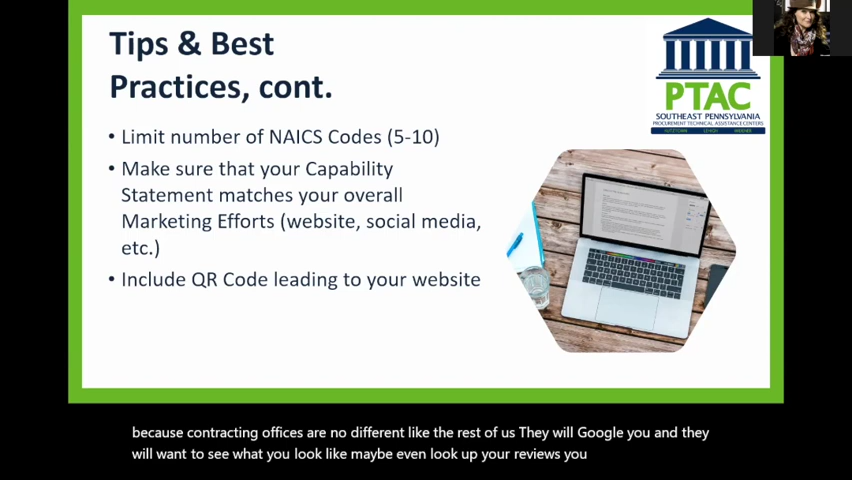 Tips & Best
Practices, cont.
• Limit number of NAICS Codes (5-10)
• Make sure that your Capability
Statement matches your overall
Marketing Efforts (website, social media,
etc.)
• Include QR Code leading to your website
PTAC
SOUTHEAST PENNSYLVANIA
PROCUREMENT TECHNICAL ASSISTANCE CENTERS
because contracting offices are no different like the rest of us They will Google you and they
will want to see what you look like maybe even look up your reviews you